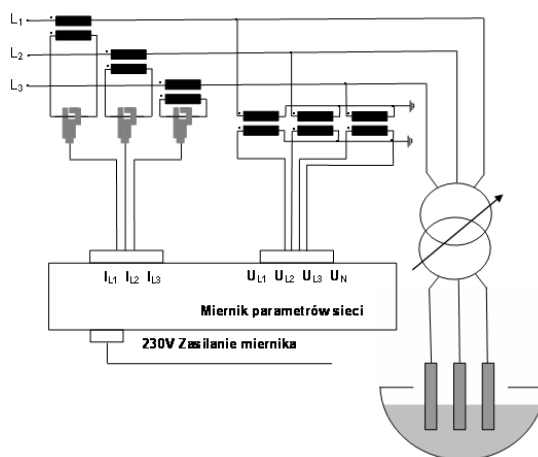 L1
L2
L3
IL1 IL2 IL3 UL1 UL2 UL3 UN
Miernik parametrów sieci
230V Zasilanie miernika